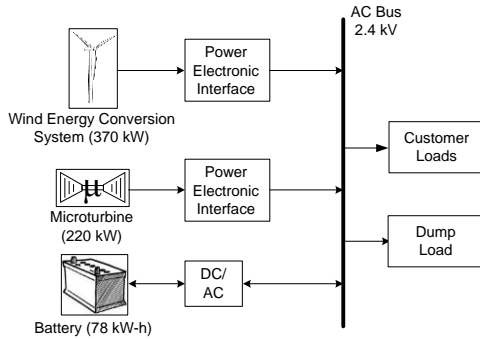 AC Bus
2.4 kV
Power
Electronic
Interface
Wind Energy Conversion
System (370 kW)
Customer
Loads
μ
Power
Electronic
Interface
Microturbine
(220 kW)
Dump
Load
DC/
AC
Battery (78 kW-h)